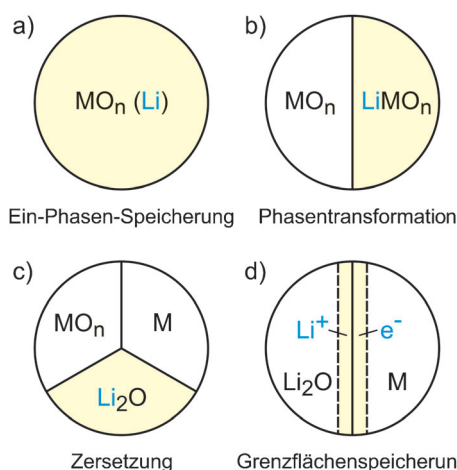 a)
MOn (Li)
Ein-Phasen-Speicherung
b)
MOn
LiMOn
Phasentransformation
c)
MOn
M
Li2O
Zersetzung
d)
Li+
e-
Li2O
M
Grenzflächenspeicherun